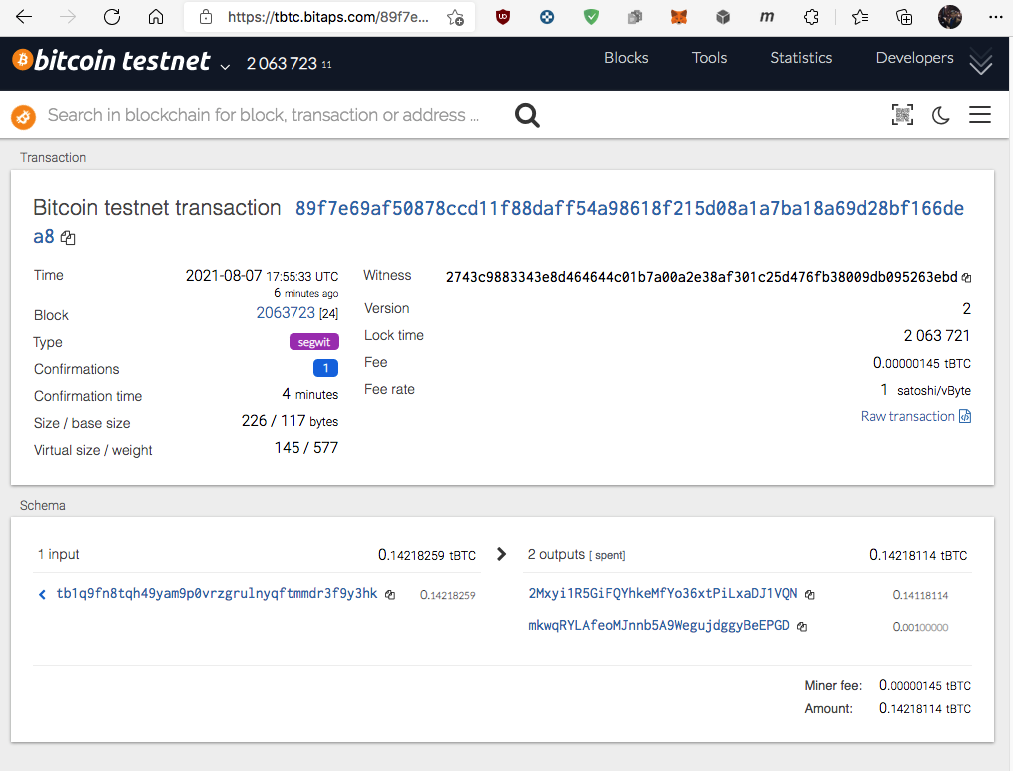 https://tbtc.bitaps.com/89f7e...
bitcoin testnet 2 063 723 11
Blocks Tools Statistics Developers
Search in blockchain for block, transaction or address ...
Transaction
Bitcoin testnet transaction 89f7e69af50878ccd11f88daff54a98618f215d08a1a7ba18a69d28bf166de
a8
Time 2021-08-07 17:55:33 UTC
6 minutes ago
Block 2063723 [24]
Type segwit
Confirmations 1
Confirmation time 4 minutes
Size / base size 226 / 117 bytes
Virtual size / weight 145 / 577
Witness 2743c9883343e8d464644c01b7a00a2e38af301c25d476fb38009db095263ebd
Version 2
Lock time 2 063 721
Fee 0.00000145 tBTC
Fee rate 1 satoshi/vByte
Raw transaction
Schema
1 input 0.14218259 tBTC
2 outputs [ spent] 0.14218114 tBTC
tb1q9fn8tqh49yam9p0vrzgrulnyqftmmdr3f9y3hk 0.14218259
2Mxyi1R5GiFQYhkeMfYo36xtPiLxaDJ1VQN 0.14118114
mkwqRYLAfeoMJnnb5A9WegujdggyBeEPGD 0.00100000
Miner fee: 0.00000145 tBTC
Amount: 0.14218114 tBTC